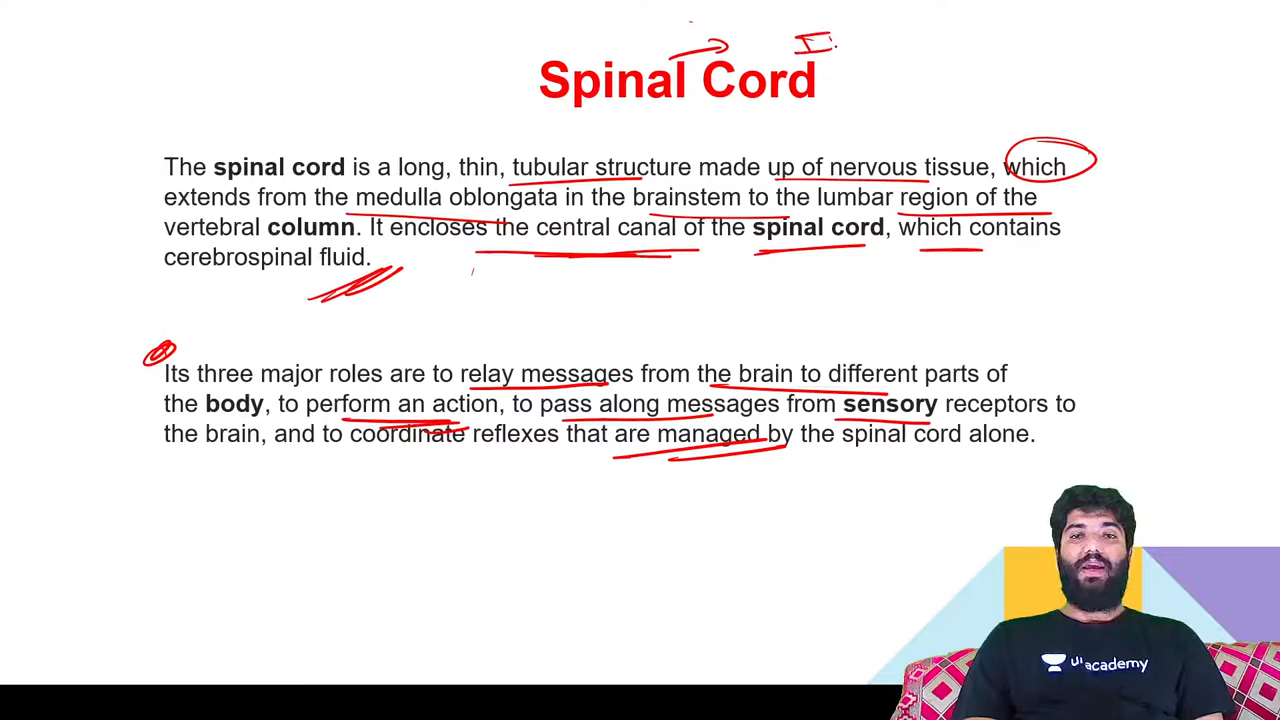 Spinal Cord
The spinal cord is a long, thin, tubular structure made up of nervous tissue, which
extends from the medulla oblongata in the brainstem to the lumbar region of the
vertebral column. It encloses the central canal of the spinal cord, which contains
cerebrospinal fluid.
Its three major roles are to relay messages from the brain to different parts of
the body, to perform an action, to pass along messages from sensory receptors to
the brain, and to coordinate reflexes that are managed by the spinal cord alone.